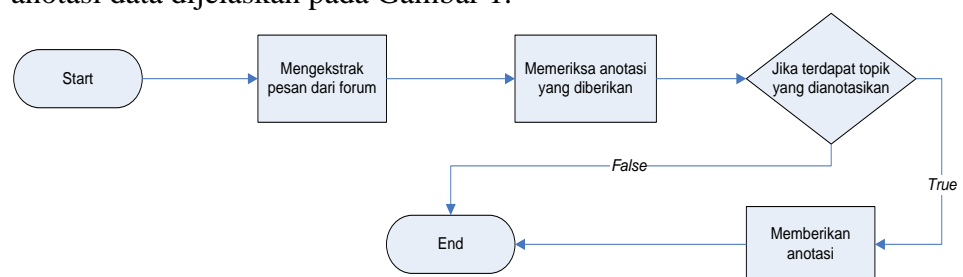 anotasi data dijelaskan pada Gambar 1.
Start
Mengekstrak
pesan dari forum
Memeriksa anotasi
yang diberikan
Jika terdapat topik
yang dianotasikan
False
True
Memberikan
anotasi
End